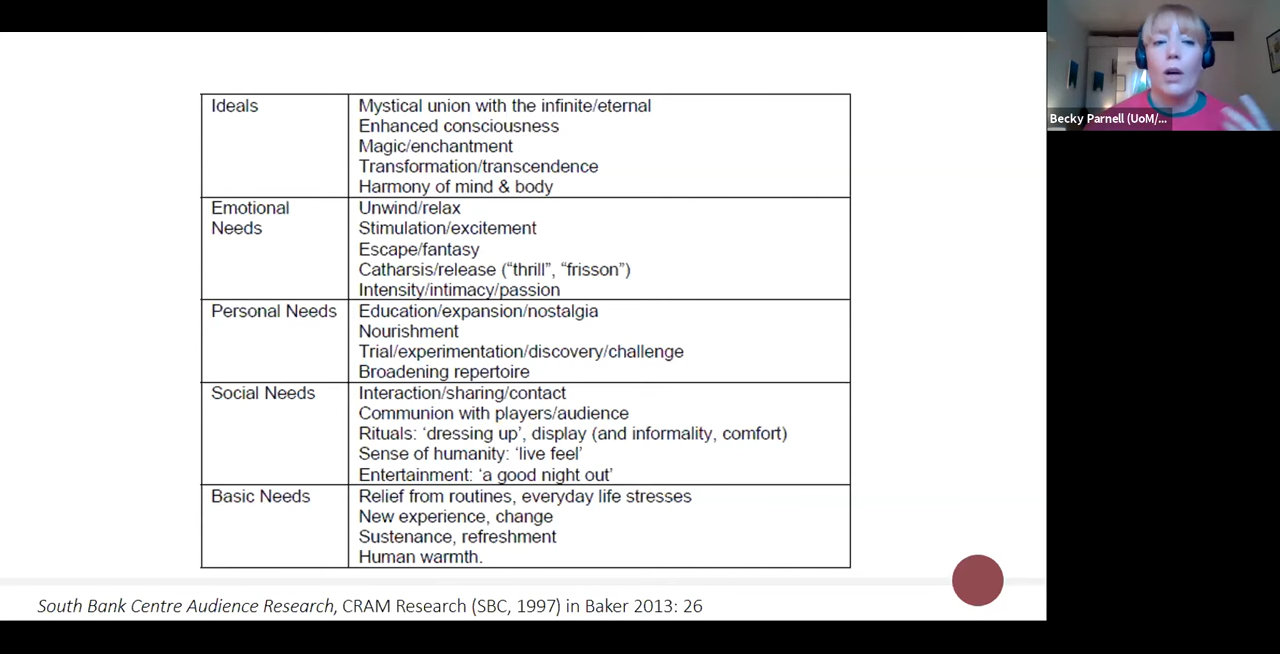 Ideals
Mystical union with the infinite/eternal
Enhanced consciousness
Magic/enchantment
Transformation/transcendence
Harmony of mind & body
Emotional
Needs
Unwind/relax
Stimulation/excitement
Escape/fantasy
Catharsis/release (“thrill”, “frisson”)
Intensity/intimacy/passion
Personal Needs
Education/expansion/nostalgia
Nourishment
Trial/experimentation/discovery/challenge
Broadening repertoire
Social Needs
Interaction/sharing/contact
Communion with players/audience
Rituals: ‘dressing up’, display (and informality, comfort)
Sense of humanity: ‘live feel’
Entertainment: ‘a good night out’
Basic Needs
Relief from routines, everyday life stresses
New experience, change
Sustenance, refreshment
Human warmth.
South Bank Centre Audience Research, CRAM Research (SBC, 1997) in Baker 2013: 26
Becky Parnell (UoM/...